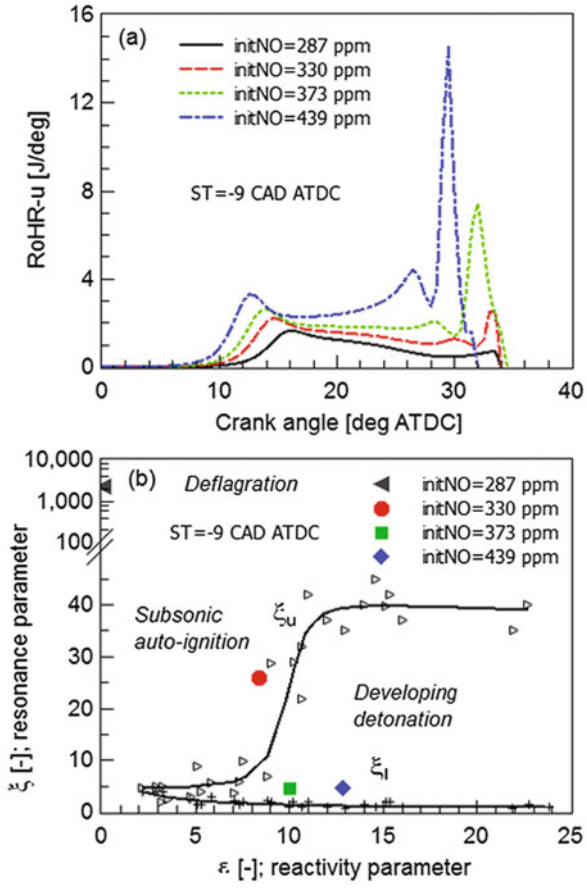 (a)
initNO=287 ppm
initNO=330 ppm
initNO=373 ppm
initNO=439 ppm
ST=-9 CAD ATDC
RoHR-u [J/deg]
16
12
8
4
0
0 10 20 30 40
Crank angle [deg ATDC]
(b)
Deflagration
initNO=287 ppm
initNO=330 ppm
initNO=373 ppm
initNO=439 ppm
ST=-9 CAD ATDC
Subsonic
auto-ignition
ξu
Developing
detonation
ξl
ξ [-]; resonance parameter
10,000
1,000
100
40
30
20
10
0
0 5 10 15 20 25
ε [-]; reactivity parameter